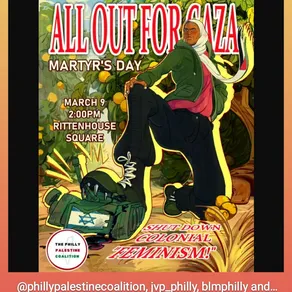 ALL OUT FOR GAZA
MARTYR'S DAY
MARCH 9
2:00PM
RITTENHOUSE
SQUARE
THE PHILLY
PALESTINE
COALITION
SHUT DOWN
COLONIAL
"FEMINISM!"
@phillypalestinecoalition, jvp_philly, blmphilly and...